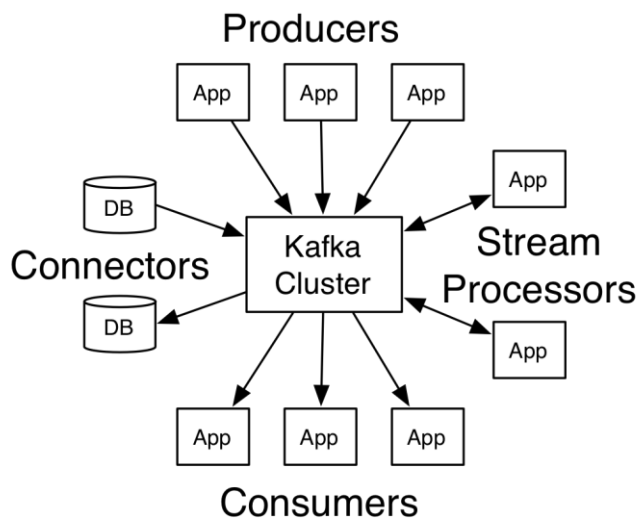 Producers
App
App
App
App
DB
Kafka
Cluster
Stream
Processors
Connectors
DB
App
App
App
App
Consumers